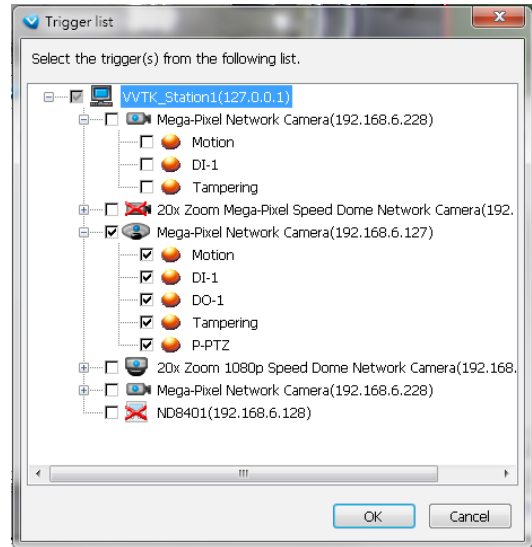 Trigger list
Select the trigger(s) from the following list.
VVTK_Station1(127.0.0.1)
Mega-Pixel Network Camera(192.168.6.228)
Motion
DI-1
Tampering
20x Zoom Mega-Pixel Speed Dome Network Camera(192.
Mega-Pixel Network Camera(192.168.6.127)
Motion
DI-1
DO-1
Tampering
P-PTZ
20x Zoom 1080p Speed Dome Network Camera(192.168.
Mega-Pixel Network Camera(192.168.6.228)
ND8401(192.168.6.128)
OK Cancel